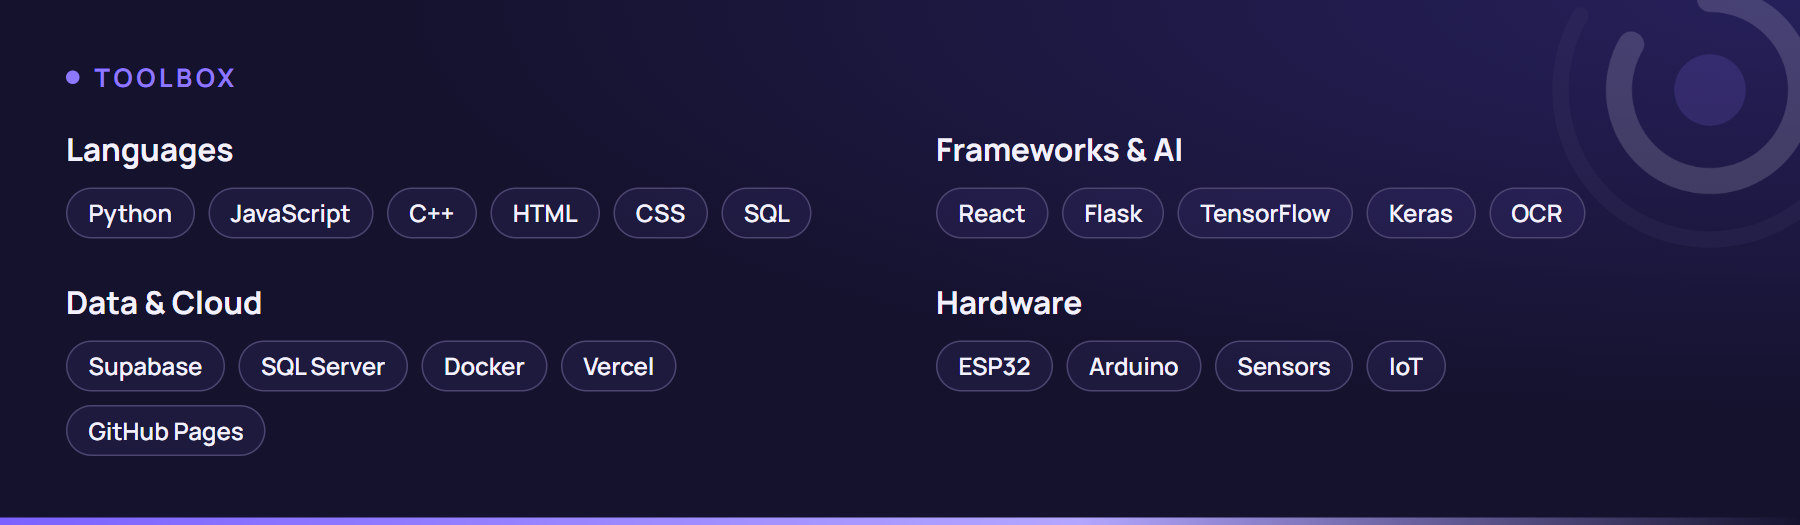 TOOLBOX
Languages
Python JavaScript C++ HTML CSS SQL
Frameworks & AI
React Flask TensorFlow Keras OCR
Data & Cloud
Supabase SQL Server Docker Vercel
GitHub Pages
Hardware
ESP32 Arduino Sensors IoT